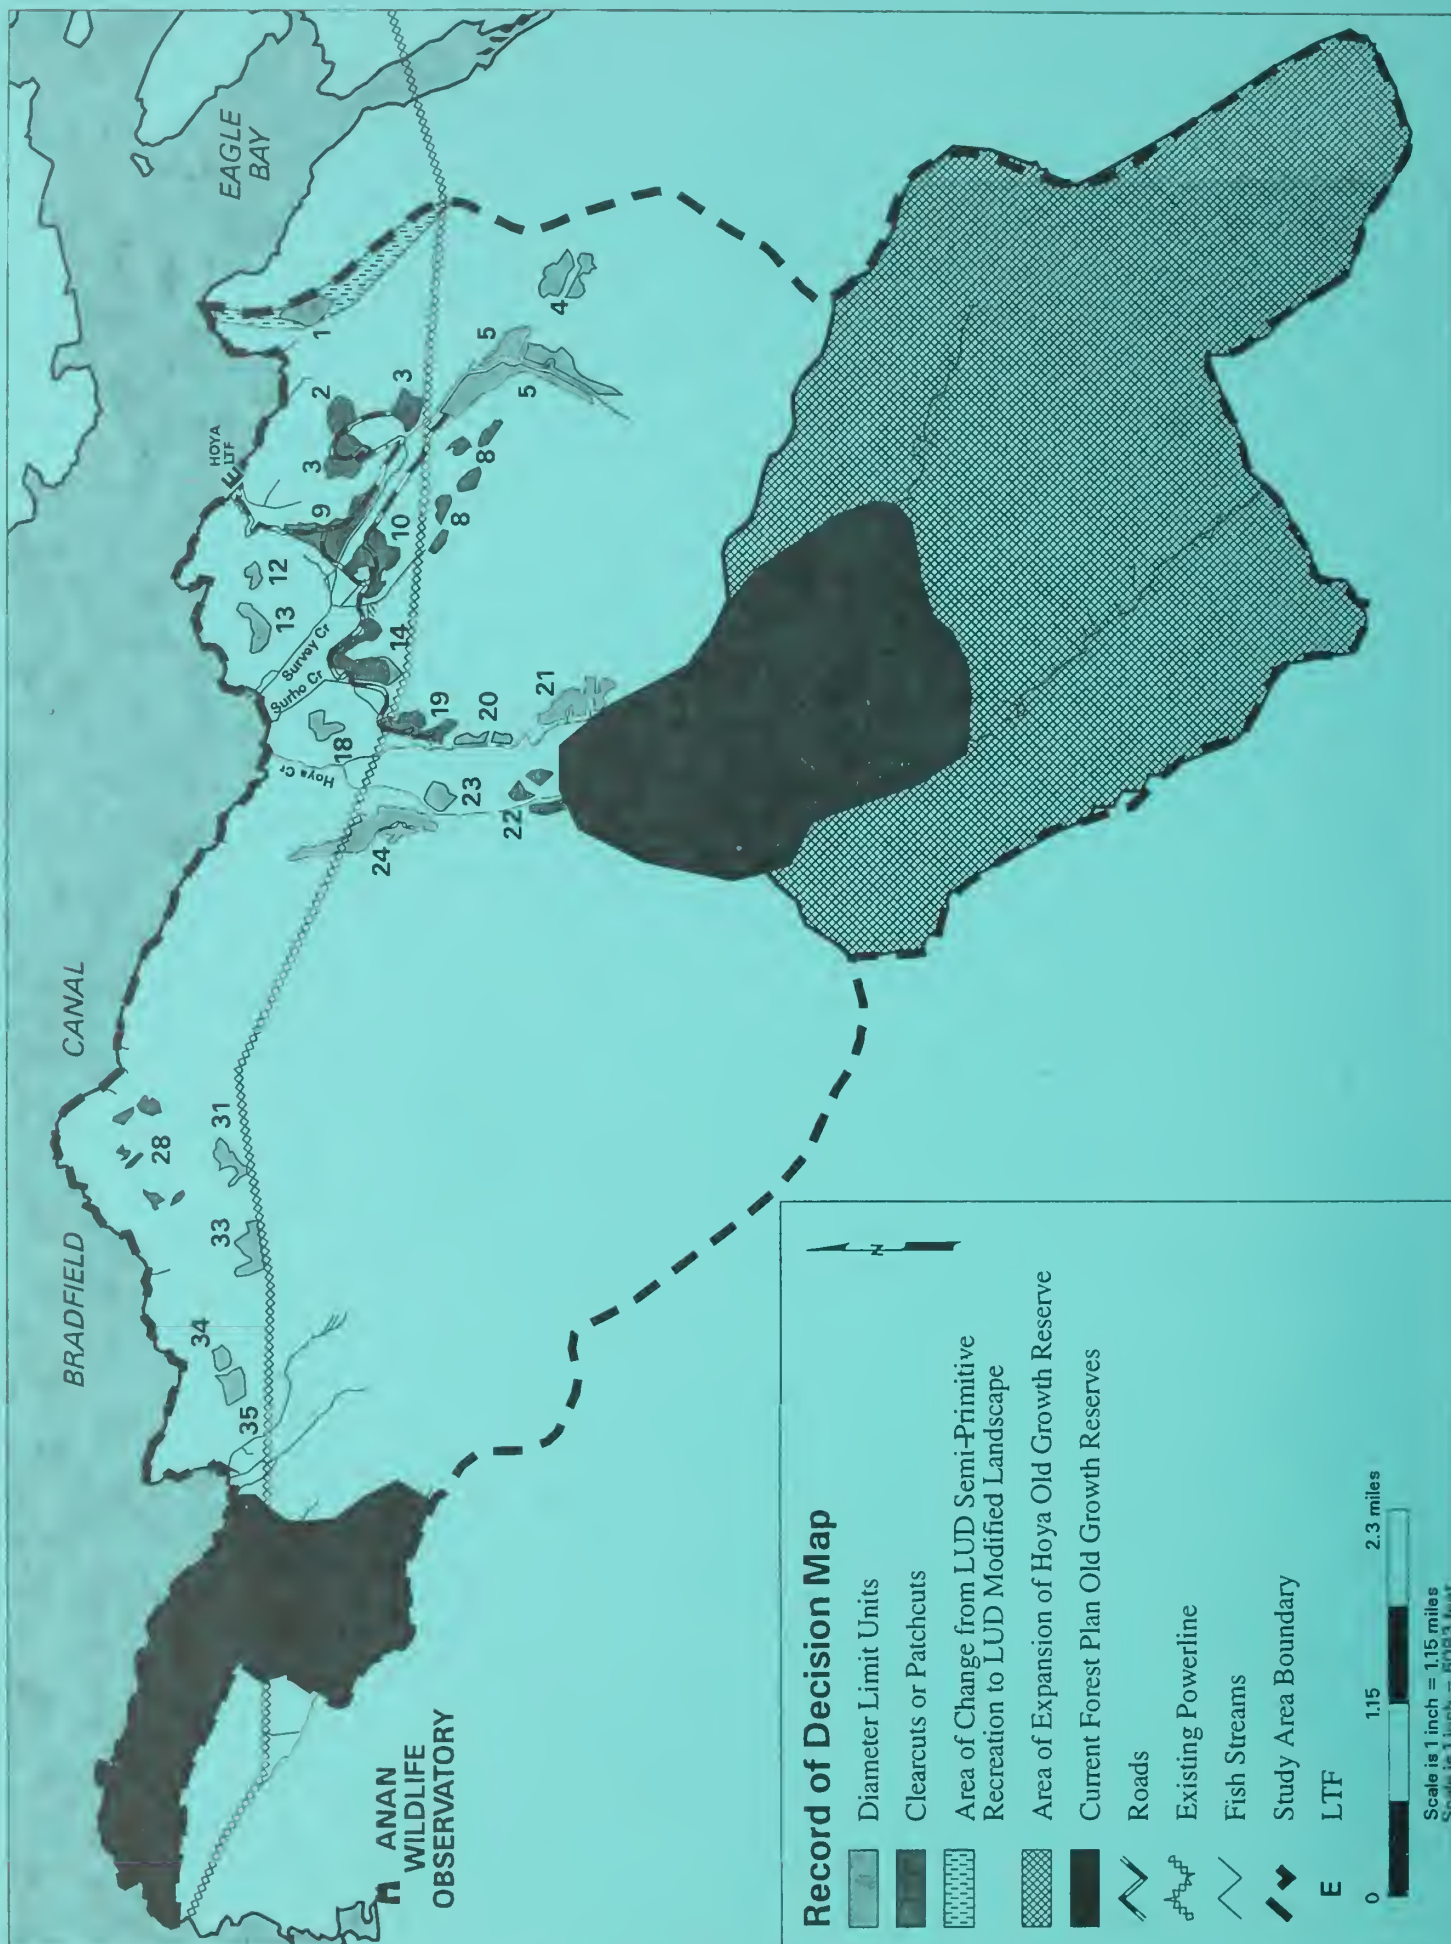 EAGLE
BAY
BRADFIELD CANAL
HOYA
LTF
1
2
3
3
4
5
5
8
8
9
10
12
13
14
Survey Cr
Surho Cr
Hoya Cr
18
19
20
21
22
23
24
28
31
33
34
35
ANAN
WILDLIFE
OBSERVATORY
Record of Decision Map
Diameter Limit Units
Clearcuts or Patchcuts
Area of Change from LUD Semi-Primitive
Recreation to LUD Modified Landscape
Area of Expansion of Hoya Old Growth Reserve
Current Forest Plan Old Growth Reserves
Roads
Existing Powerline
Fish Streams
Study Area Boundary
E LTF
N
0 1.15 2.3 miles
Scale is 1 inch = 1.15 miles